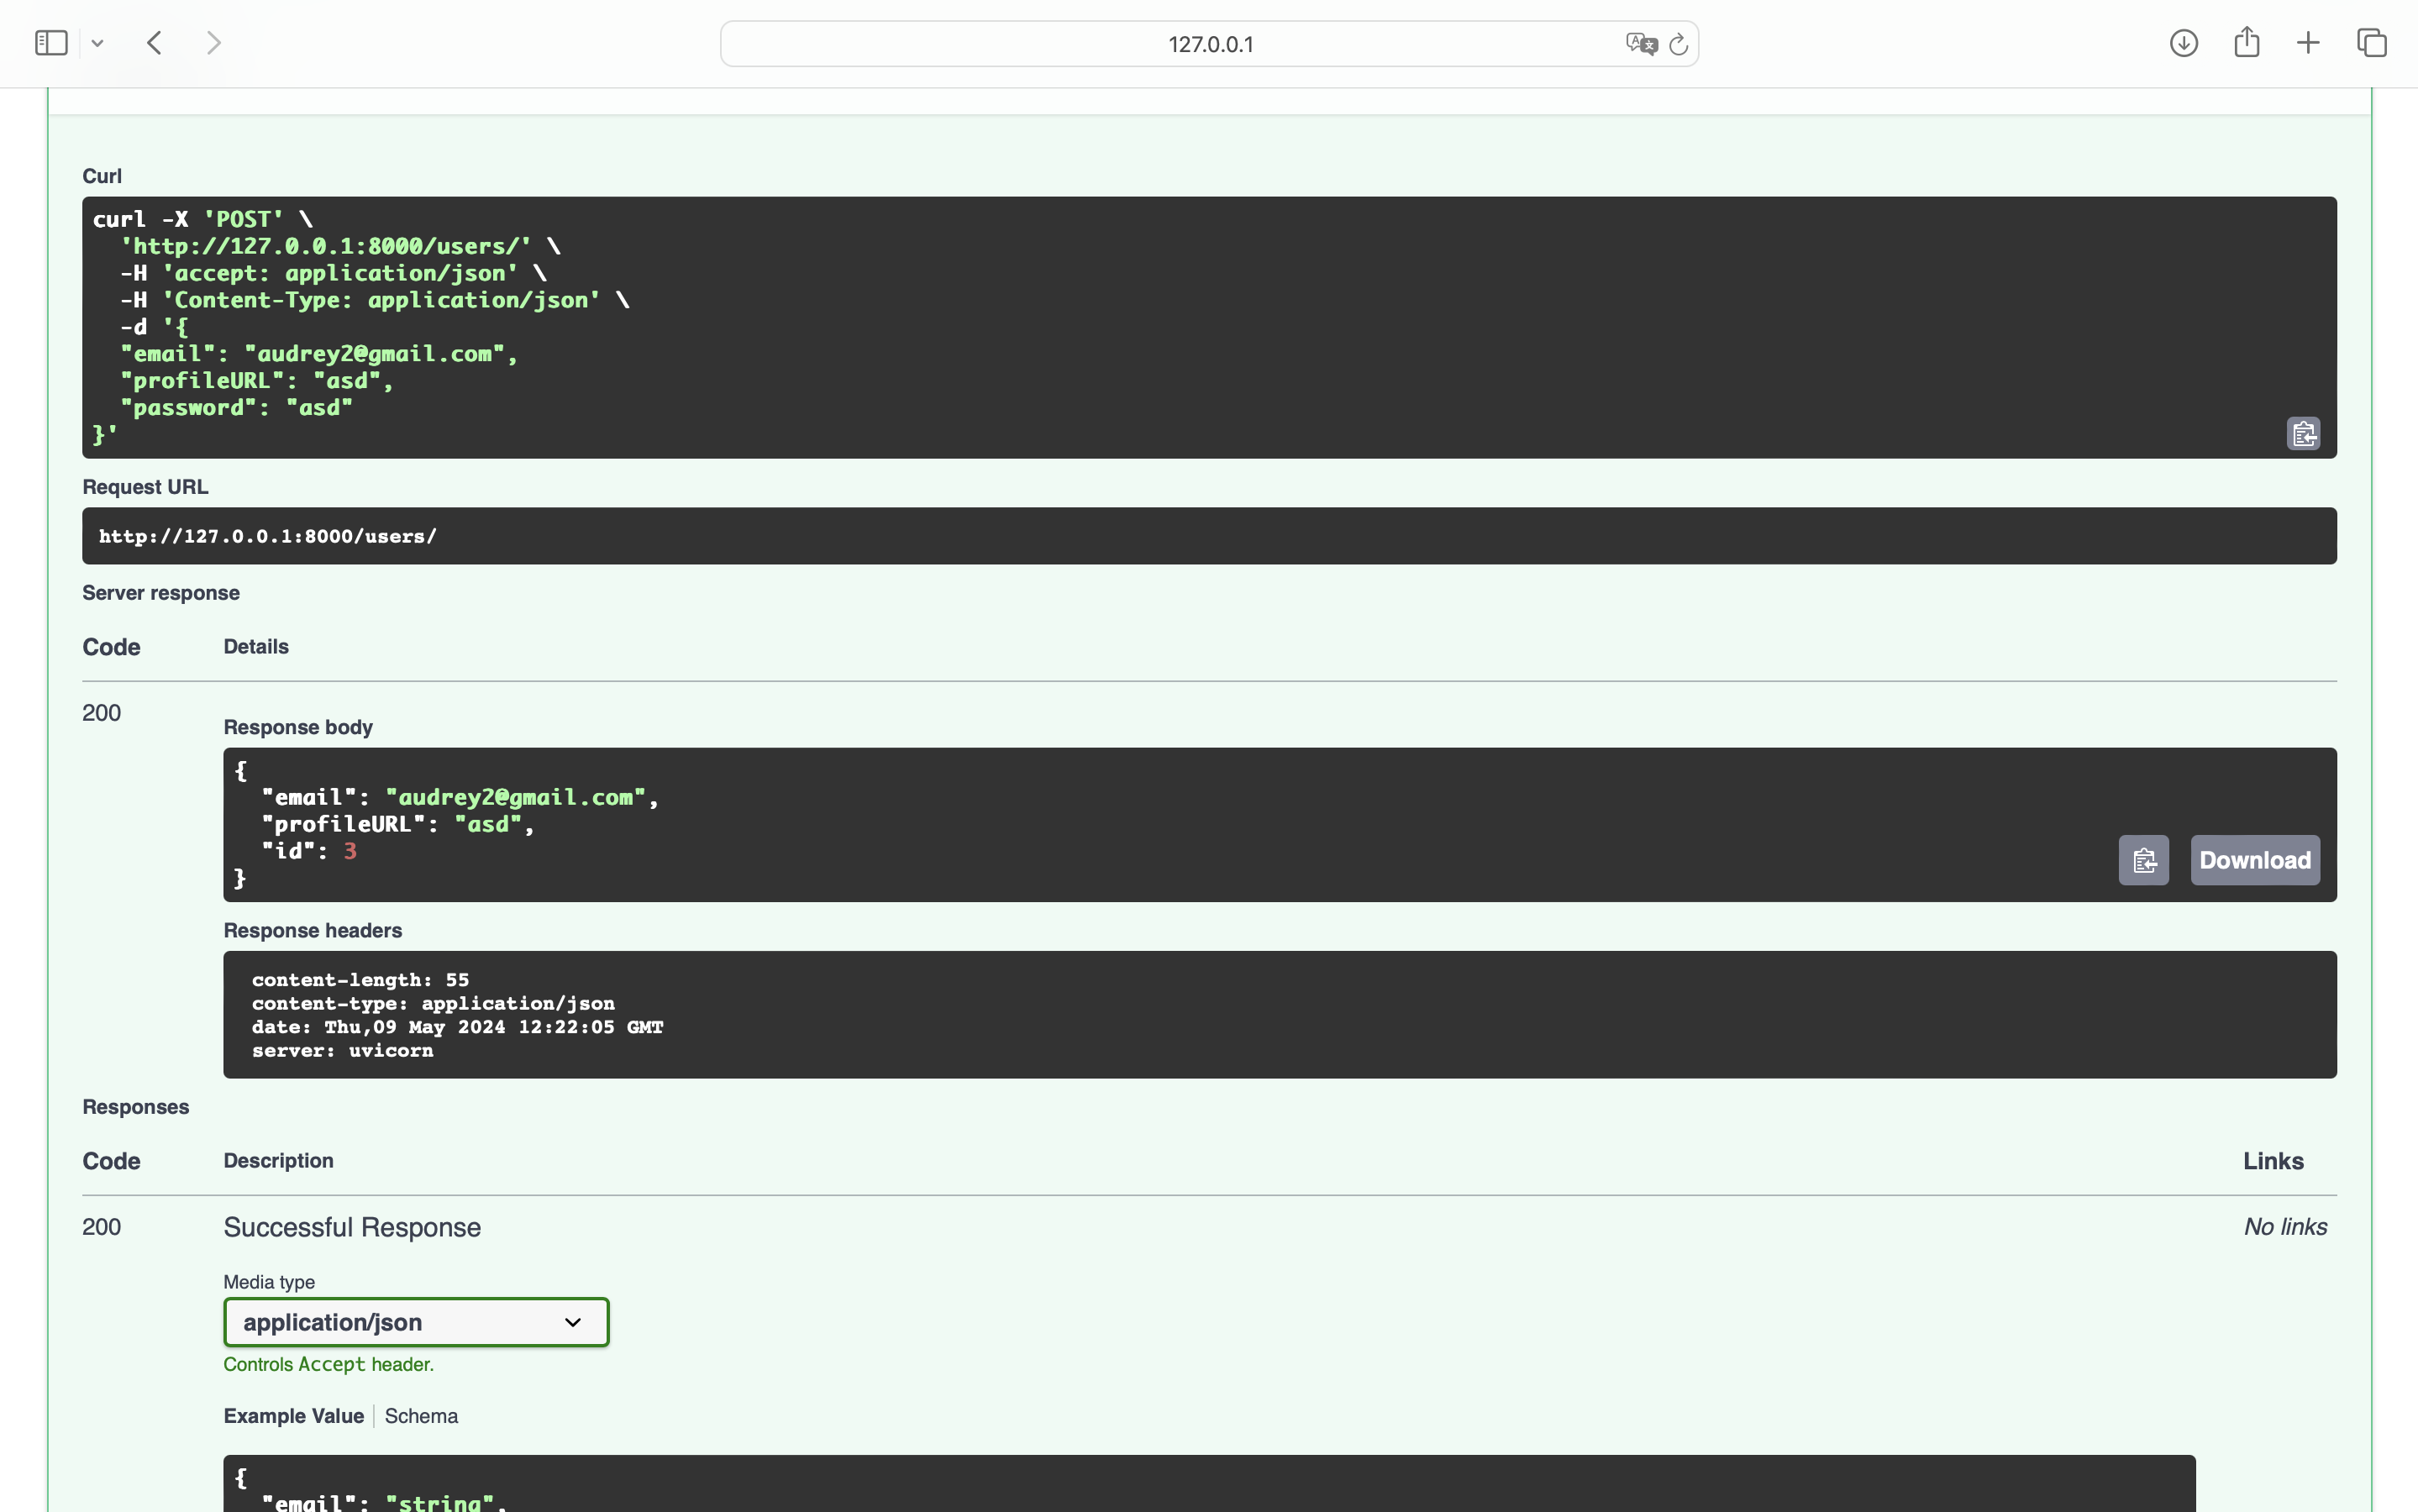 127.0.0.1
Curl
curl -X 'POST' \
  'http://127.0.0.1:8000/users/' \
  -H 'accept: application/json' \
  -H 'Content-Type: application/json' \
  -d '{
  "email": "audrey2@gmail.com",
  "profileURL": "asd",
  "password": "asd"
}'
Request URL
http://127.0.0.1:8000/users/
Server response
Code Details
200
Response body
{
  "email": "audrey2@gmail.com",
  "profileURL": "asd",
  "id": 3
}
Download
Response headers
content-length: 55
content-type: application/json
date: Thu,09 May 2024 12:22:05 GMT
server: uvicorn
Responses
Code Description Links
200 Successful Response No links
Media type
application/json
Controls Accept header.
Example Value Schema
{
  "email": "string",